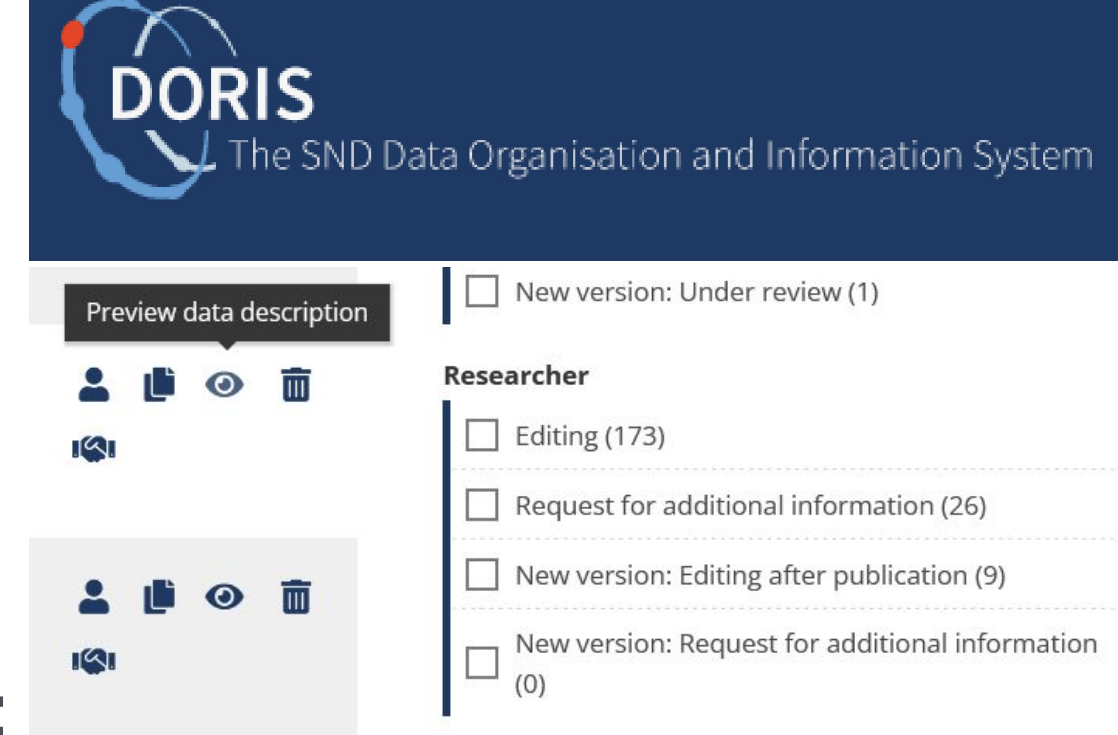 DORIS
The SND Data Organisation and Information System
Preview data description
New version: Under review (1)
Researcher
Editing (173)
Request for additional information (26)
New version: Editing after publication (9)
New version: Request for additional information
(0)